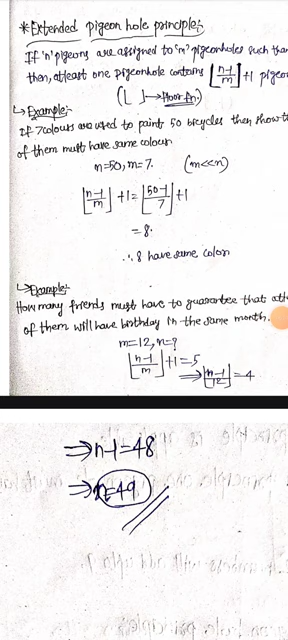 *Extended pigeon hole principle:-
If 'n' pigeons are assigned to 'm' pigeonholes such tha
then, atleast one pigeonhole contains ⌊n-1/m⌋+1 pigeo
(⌊ ⌋→floor fn.)
↳Example:-
If 7 colours are used to paint 50 bicycles then show t
of them must have same colour.
n=50, m=7. (m<<n)
⌊n-1/m⌋+1=⌊50-1/7⌋+1
=8.
∴8 have same color
↳Example:-
How many friends must have to guarantee that at
of them will have birthday in the same month.
m=12, n=?
⌊n-1/m⌋+1=5
⇒⌊n-1/12⌋=4
⇒n-1=48
⇒n=49